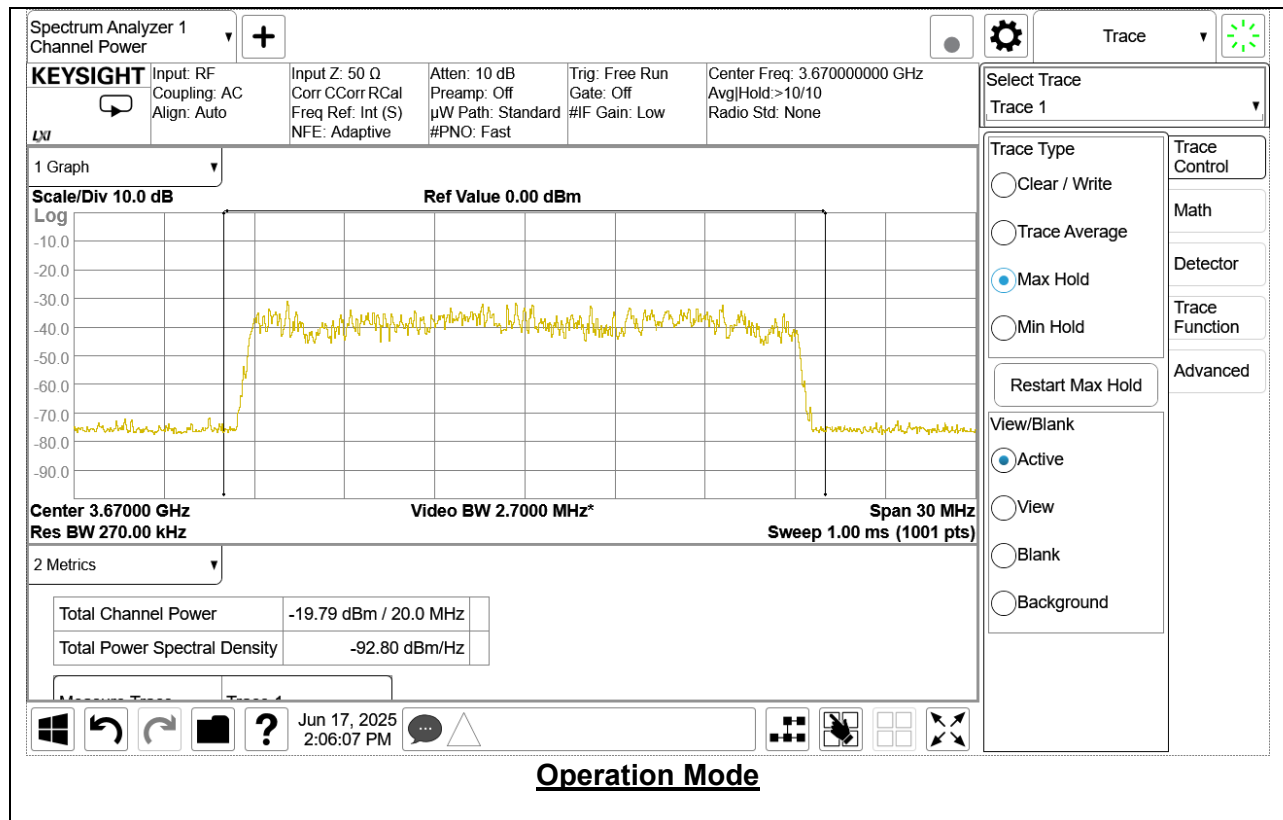 Spectrum Analyzer 1
Channel Power
▼
+
Trace
▼
KEYSIGHT
LXI
Input: RF
Coupling: AC
Align: Auto
Input Z: 50 Ω
Corr CCorr RCal
Freq Ref: Int (S)
NFE: Adaptive
Atten: 10 dB
Preamp: Off
µW Path: Standard
#PNO: Fast
Trig: Free Run
Gate: Off
#IF Gain: Low
Center Freq: 3.670000000 GHz
Avg|Hold:>10/10
Radio Std: None
Select Trace
Trace 1
▼
1 Graph
▼
Scale/Div 10.0 dB
Ref Value 0.00 dBm
Log
-10.0
-20.0
-30.0
-40.0
-50.0
-60.0
-70.0
-80.0
-90.0
Center 3.67000 GHz
Video BW 2.7000 MHz*
Span 30 MHz
Res BW 270.00 kHz
Sweep 1.00 ms (1001 pts)
2 Metrics
▼
Total Channel Power -19.79 dBm / 20.0 MHz
Total Power Spectral Density -92.80 dBm/Hz
Measure Trace Trace 1
Trace Type
Clear / Write
Trace Average
Max Hold
Min Hold
Restart Max Hold
View/Blank
Active
View
Blank
Background
Trace
Control
Math
Detector
Trace
Function
Advanced
?
Jun 17, 2025
2:06:07 PM
...
Operation Mode